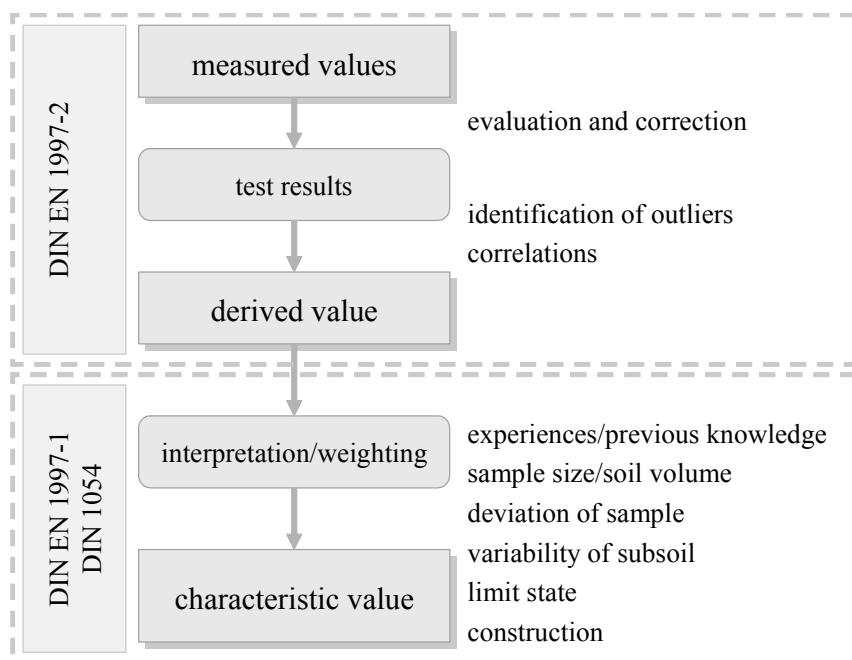 DIN EN 1997-2
measured values
evaluation and correction
test results
identification of outliers
correlations
derived value
DIN EN 1997-1
DIN 1054
interpretation/weighting
experiences/previous knowledge
sample size/soil volume
deviation of sample
variability of subsoil
limit state
construction
characteristic value